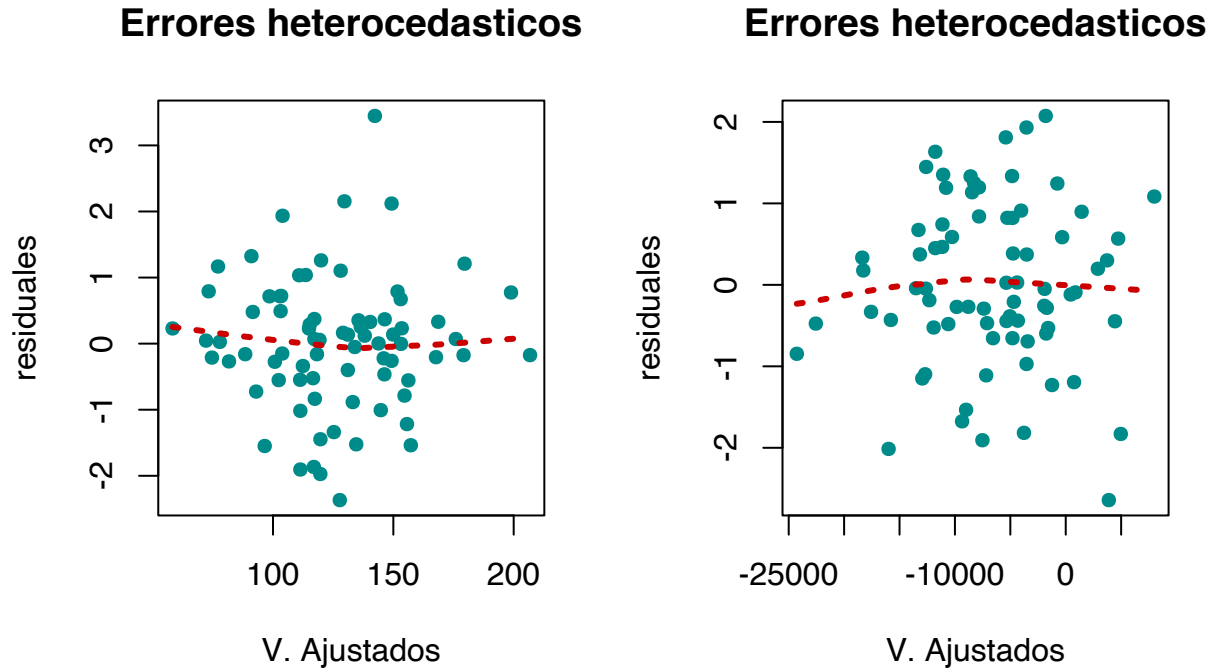 Errores heterocedasticos
residuales
3
2
1
0
-1
-2
100
150
200
V. Ajustados
Errores heterocedasticos
residuales
2
1
0
-1
-2
-25000
-10000
0
V. Ajustados